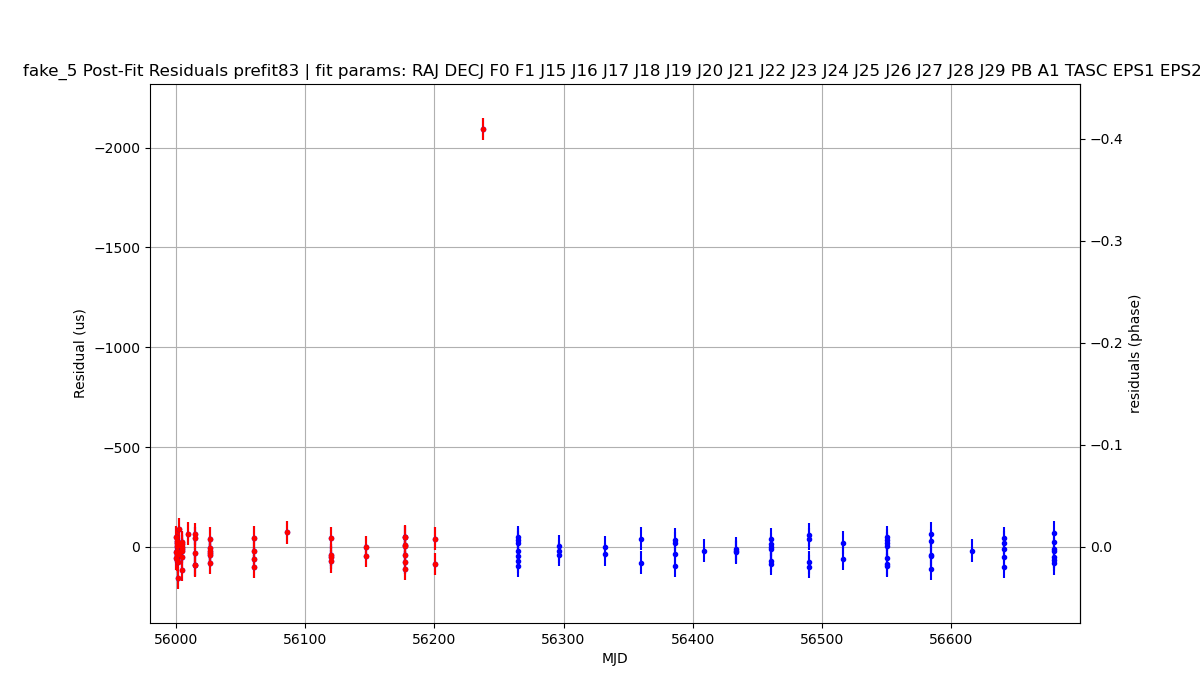 fake_5 Post-Fit Residuals prefit83 | fit params: RAJ DECJ F0 F1 J15 J16 J17 J18 J19 J20 J21 J22 J23 J24 J25 J26 J27 J28 J29 PB A1 TASC EPS1 EPS2
−2000
−1500
−1000
−500
0
Residual (us)
−0.4
−0.3
−0.2
−0.1
0.0
residuals (phase)
56000 56100 56200 56300 56400 56500 56600
MJD